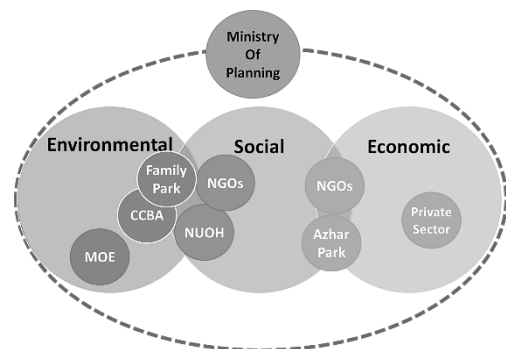 Ministry
Of
Planning
Environmental
Social
Economic
Family
Park
NGOs
NGOs
CCBA
Private
Sector
NUOH
Azhar
Park
MOE